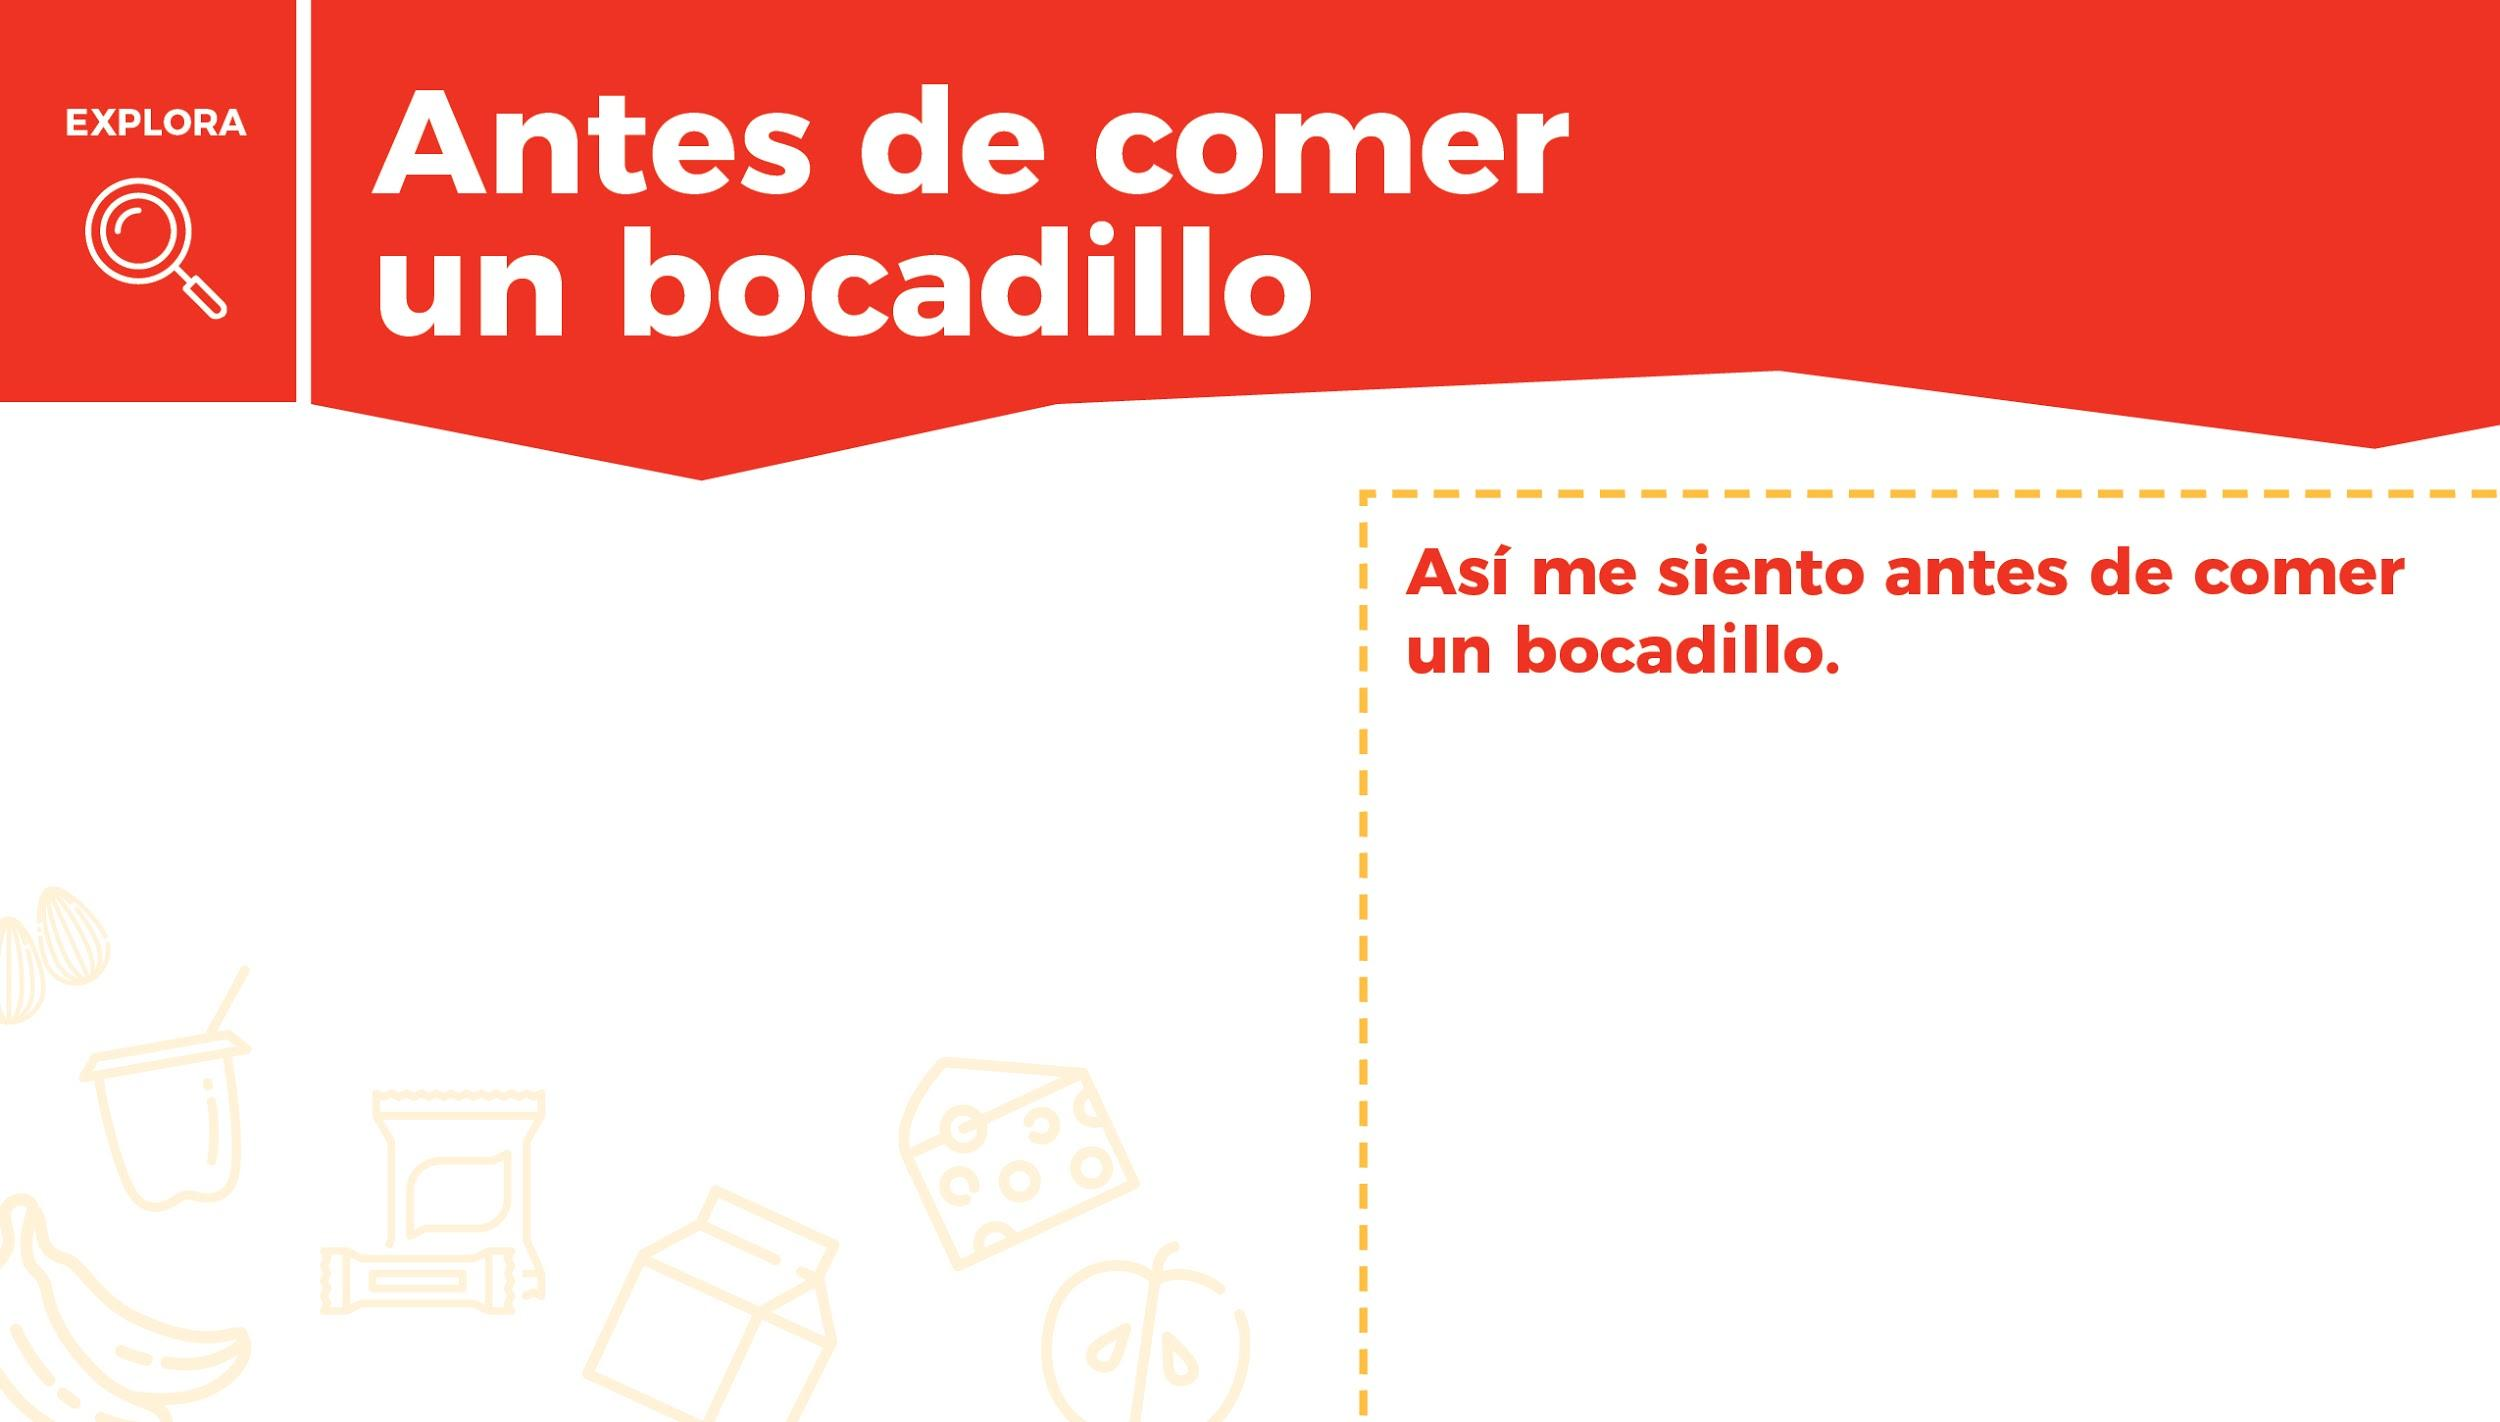 EXPLORA
Antes de comer
un bocadillo
Así me siento antes de comer
un bocadillo.